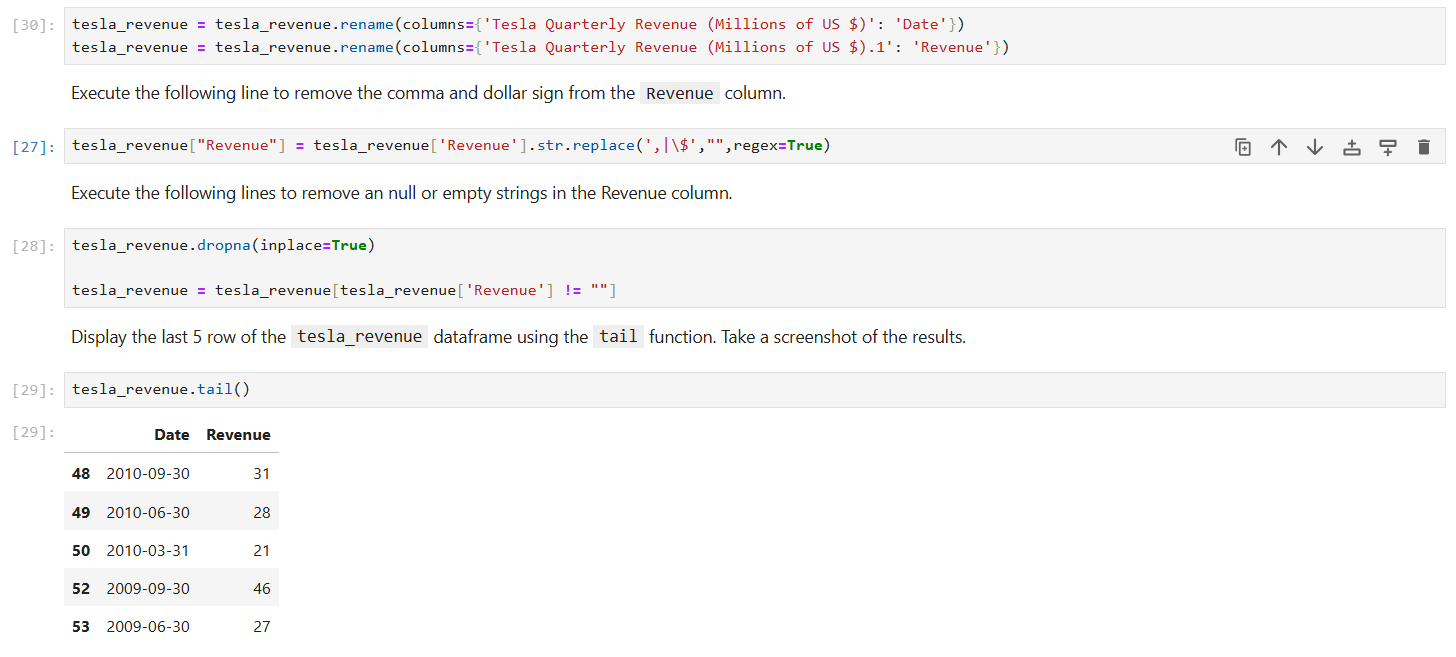 [30]: tesla_revenue = tesla_revenue.rename(columns={'Tesla Quarterly Revenue (Millions of US $)': 'Date'})
tesla_revenue = tesla_revenue.rename(columns={'Tesla Quarterly Revenue (Millions of US $).1': 'Revenue'})
Execute the following line to remove the comma and dollar sign from the Revenue column.
[27]: tesla_revenue["Revenue"] = tesla_revenue['Revenue'].str.replace(',|\$',"",regex=True)
Execute the following lines to remove an null or empty strings in the Revenue column.
[28]: tesla_revenue.dropna(inplace=True)
tesla_revenue = tesla_revenue[tesla_revenue['Revenue'] != ""]
Display the last 5 row of the tesla_revenue dataframe using the tail function. Take a screenshot of the results.
[29]: tesla_revenue.tail()
[29]: Date Revenue
48 2010-09-30 31
49 2010-06-30 28
50 2010-03-31 21
52 2009-09-30 46
53 2009-06-30 27